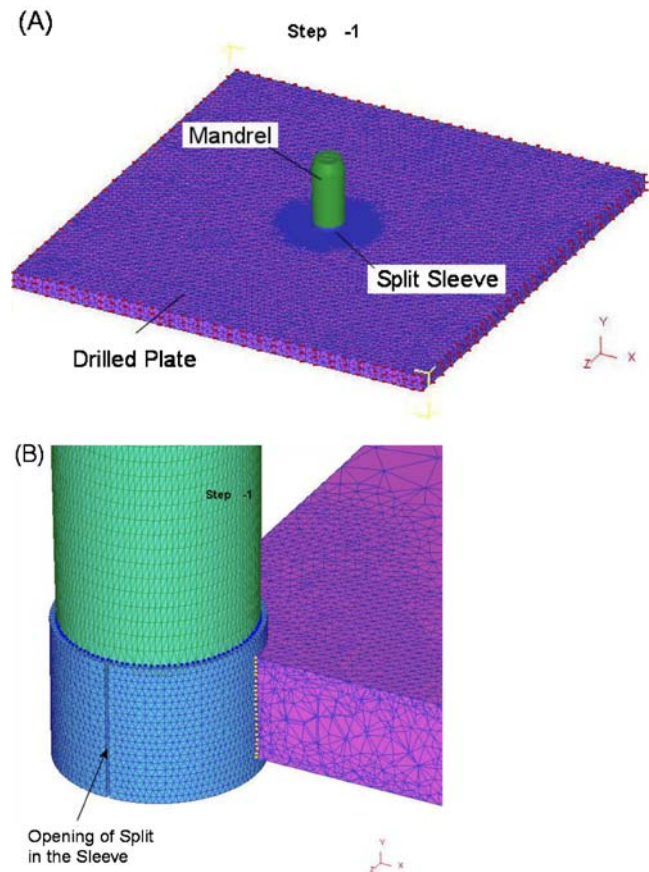 (A)
Step -1
Mandrel
Split Sleeve
Drilled Plate
Y
Z X
(B)
Step -1
Opening of Split
in the Sleeve
Y
Z X